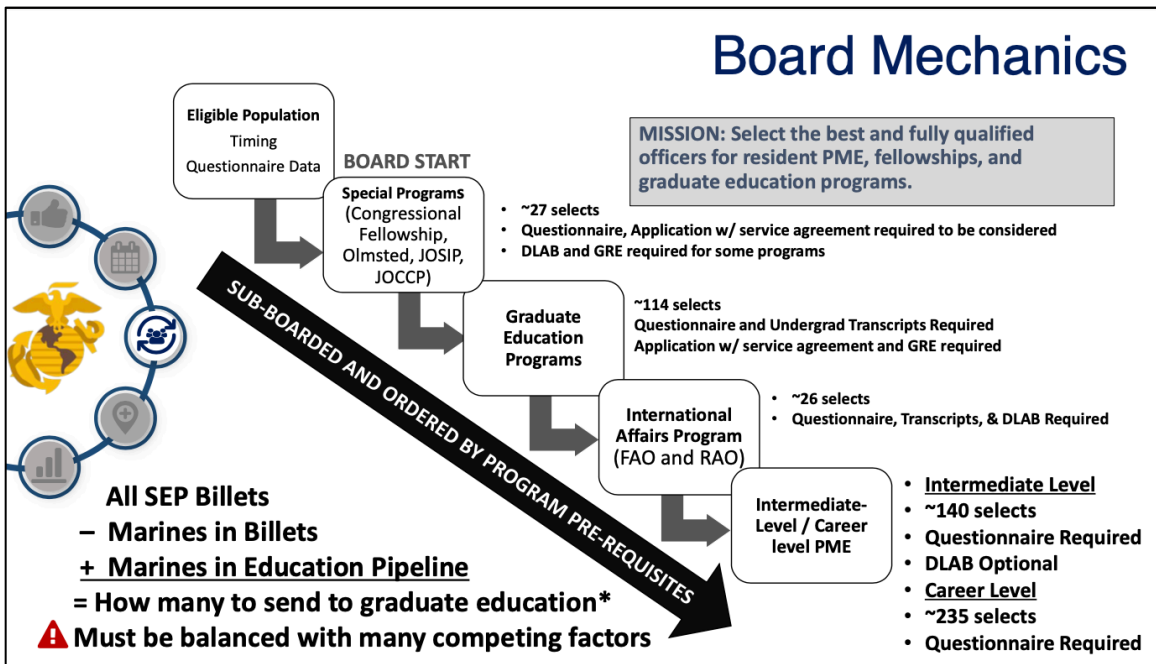 Board Mechanics
Eligible Population
Timing
Questionnaire Data
BOARD START
MISSION: Select the best and fully qualified
officers for resident PME, fellowships, and
graduate education programs.
Special Programs
(Congressional
Fellowship,
Olmsted, JOSIP,
JOCCP)
• ~27 selects
• Questionnaire, Application w/ service agreement required to be considered
• DLAB and GRE required for some programs
Graduate
Education
Programs
~114 selects
Questionnaire and Undergrad Transcripts Required
Application w/ service agreement and GRE required
International
Affairs Program
(FAO and RAO)
• ~26 selects
• Questionnaire, Transcripts, & DLAB Required
Intermediate-
Level / Career
level PME
• Intermediate Level
• ~140 selects
• Questionnaire Required
• DLAB Optional
• Career Level
• ~235 selects
• Questionnaire Required
SUB-BOARDED AND ORDERED BY PROGRAM PRE-REQUISITES
All SEP Billets
– Marines in Billets
+ Marines in Education Pipeline
= How many to send to graduate education*
Must be balanced with many competing factors